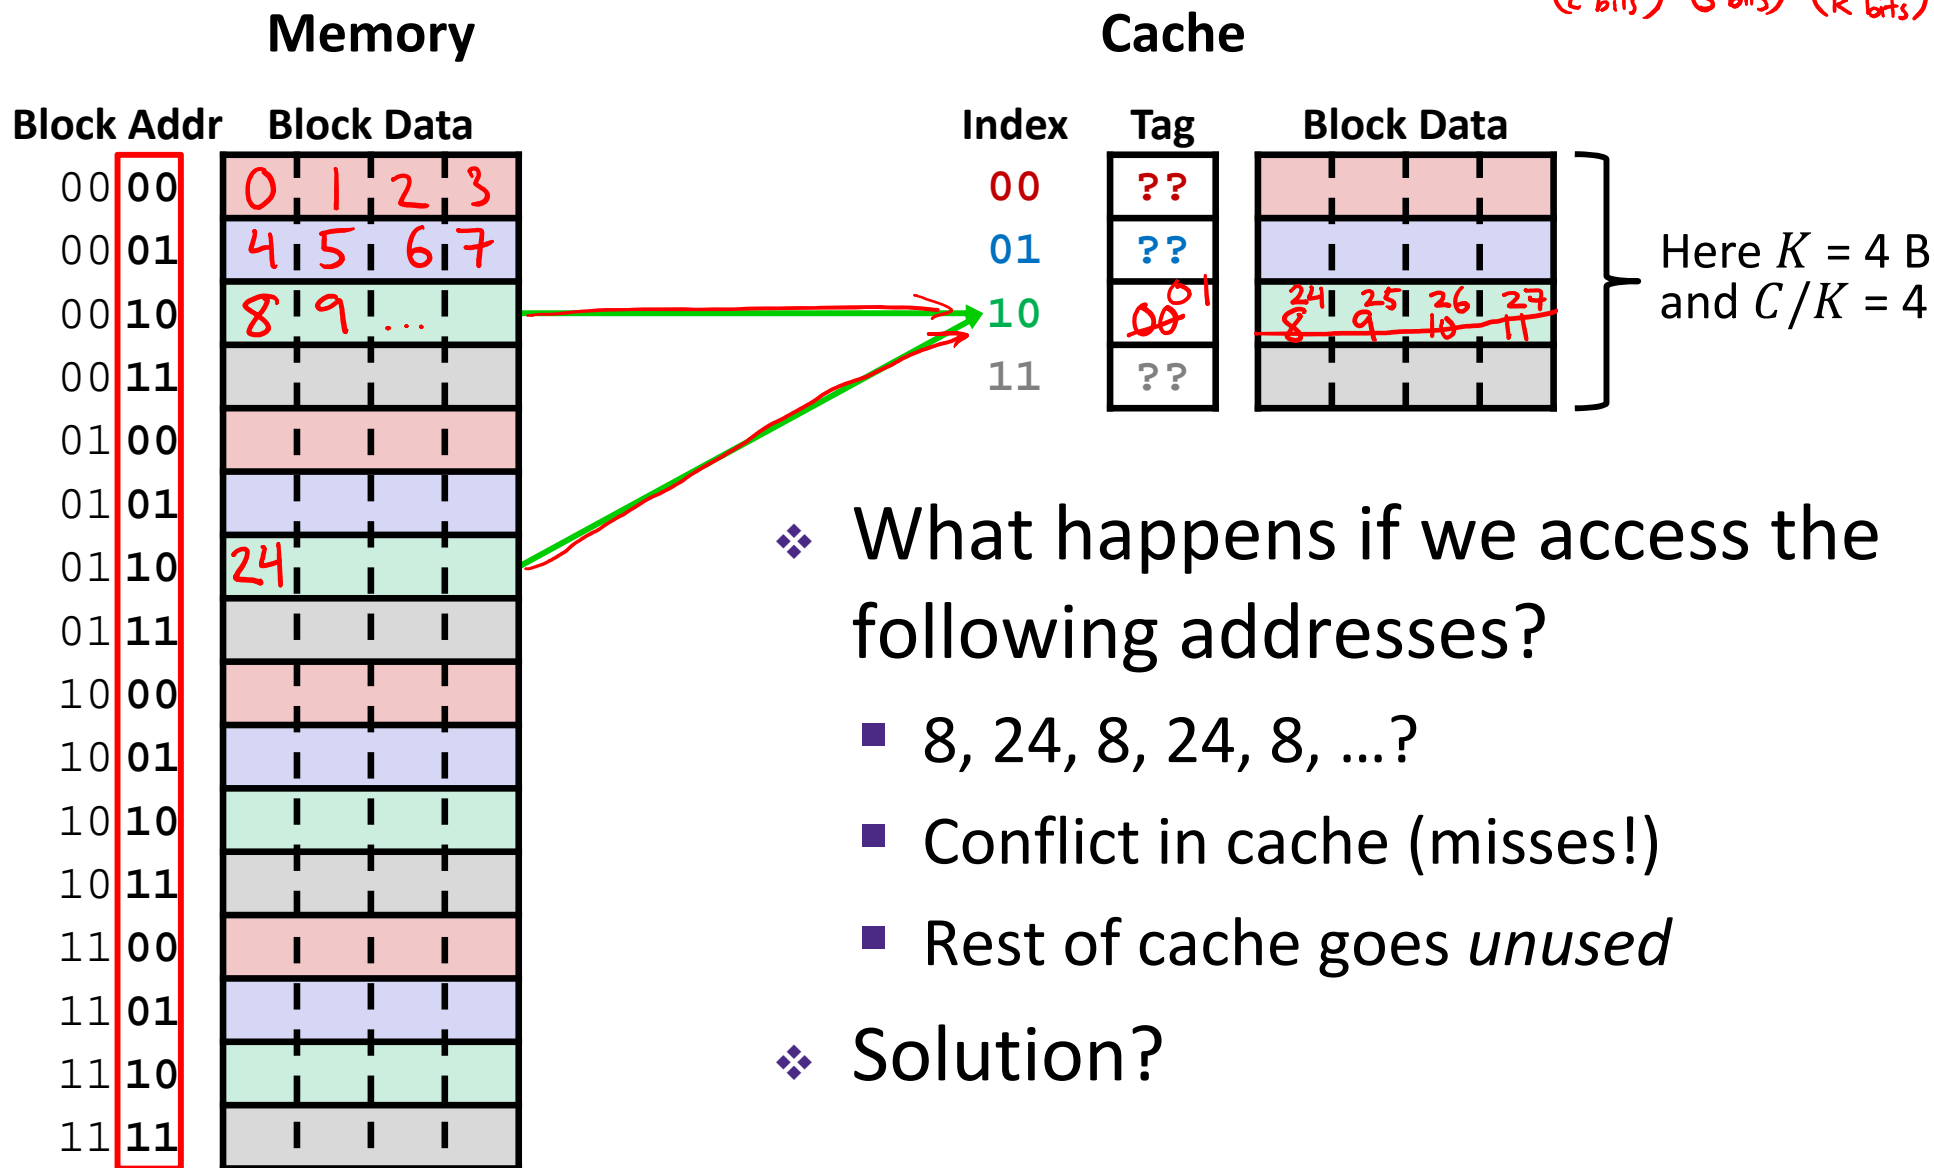 (t bits) (s bits) (k bits)
Memory Cache
Block Addr Block Data Index Tag Block Data
00 00 0 1 2 3 00 ??
00 01 4 5 6 7 01 ??
00 10 8 9 ... 10 00 01 24 25 26 27
8 9 10 11
00 11 11 ??
Here K = 4 B
and C/K = 4
01 00
01 01
01 10 24
01 11
10 00
10 01
10 10
10 11
11 00
11 01
11 10
11 11
❖ What happens if we access the
following addresses?
▪ 8, 24, 8, 24, 8, …?
▪ Conflict in cache (misses!)
▪ Rest of cache goes unused
❖ Solution?